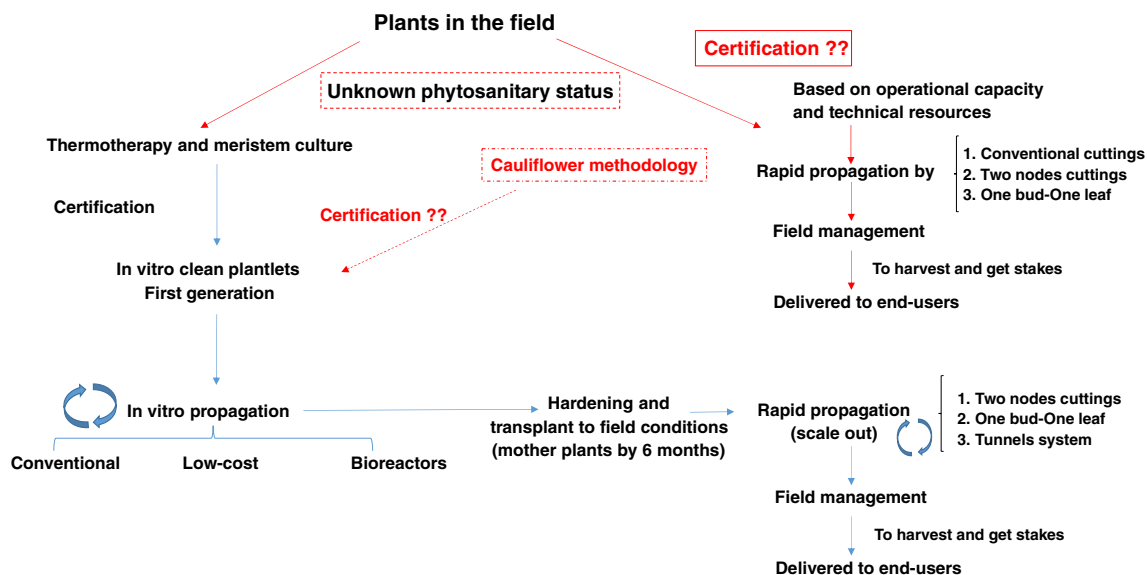 Plants in the field
Certification ??
Unknown phytosanitary status
Based on operational capacity
and technical resources
Thermotherapy and meristem culture
Cauliflower methodology
Rapid propagation by
1. Conventional cuttings
2. Two nodes cuttings
3. One bud-One leaf
Certification
Certification ??
Field management
In vitro clean plantlets
First generation
To harvest and get stakes
Delivered to end-users
In vitro propagation
Conventional
Low-cost
Bioreactors
Hardening and
transplant to field conditions
(mother plants by 6 months)
Rapid propagation
(scale out)
1. Two nodes cuttings
2. One bud-One leaf
3. Tunnels system
Field management
To harvest and get stakes
Delivered to end-users